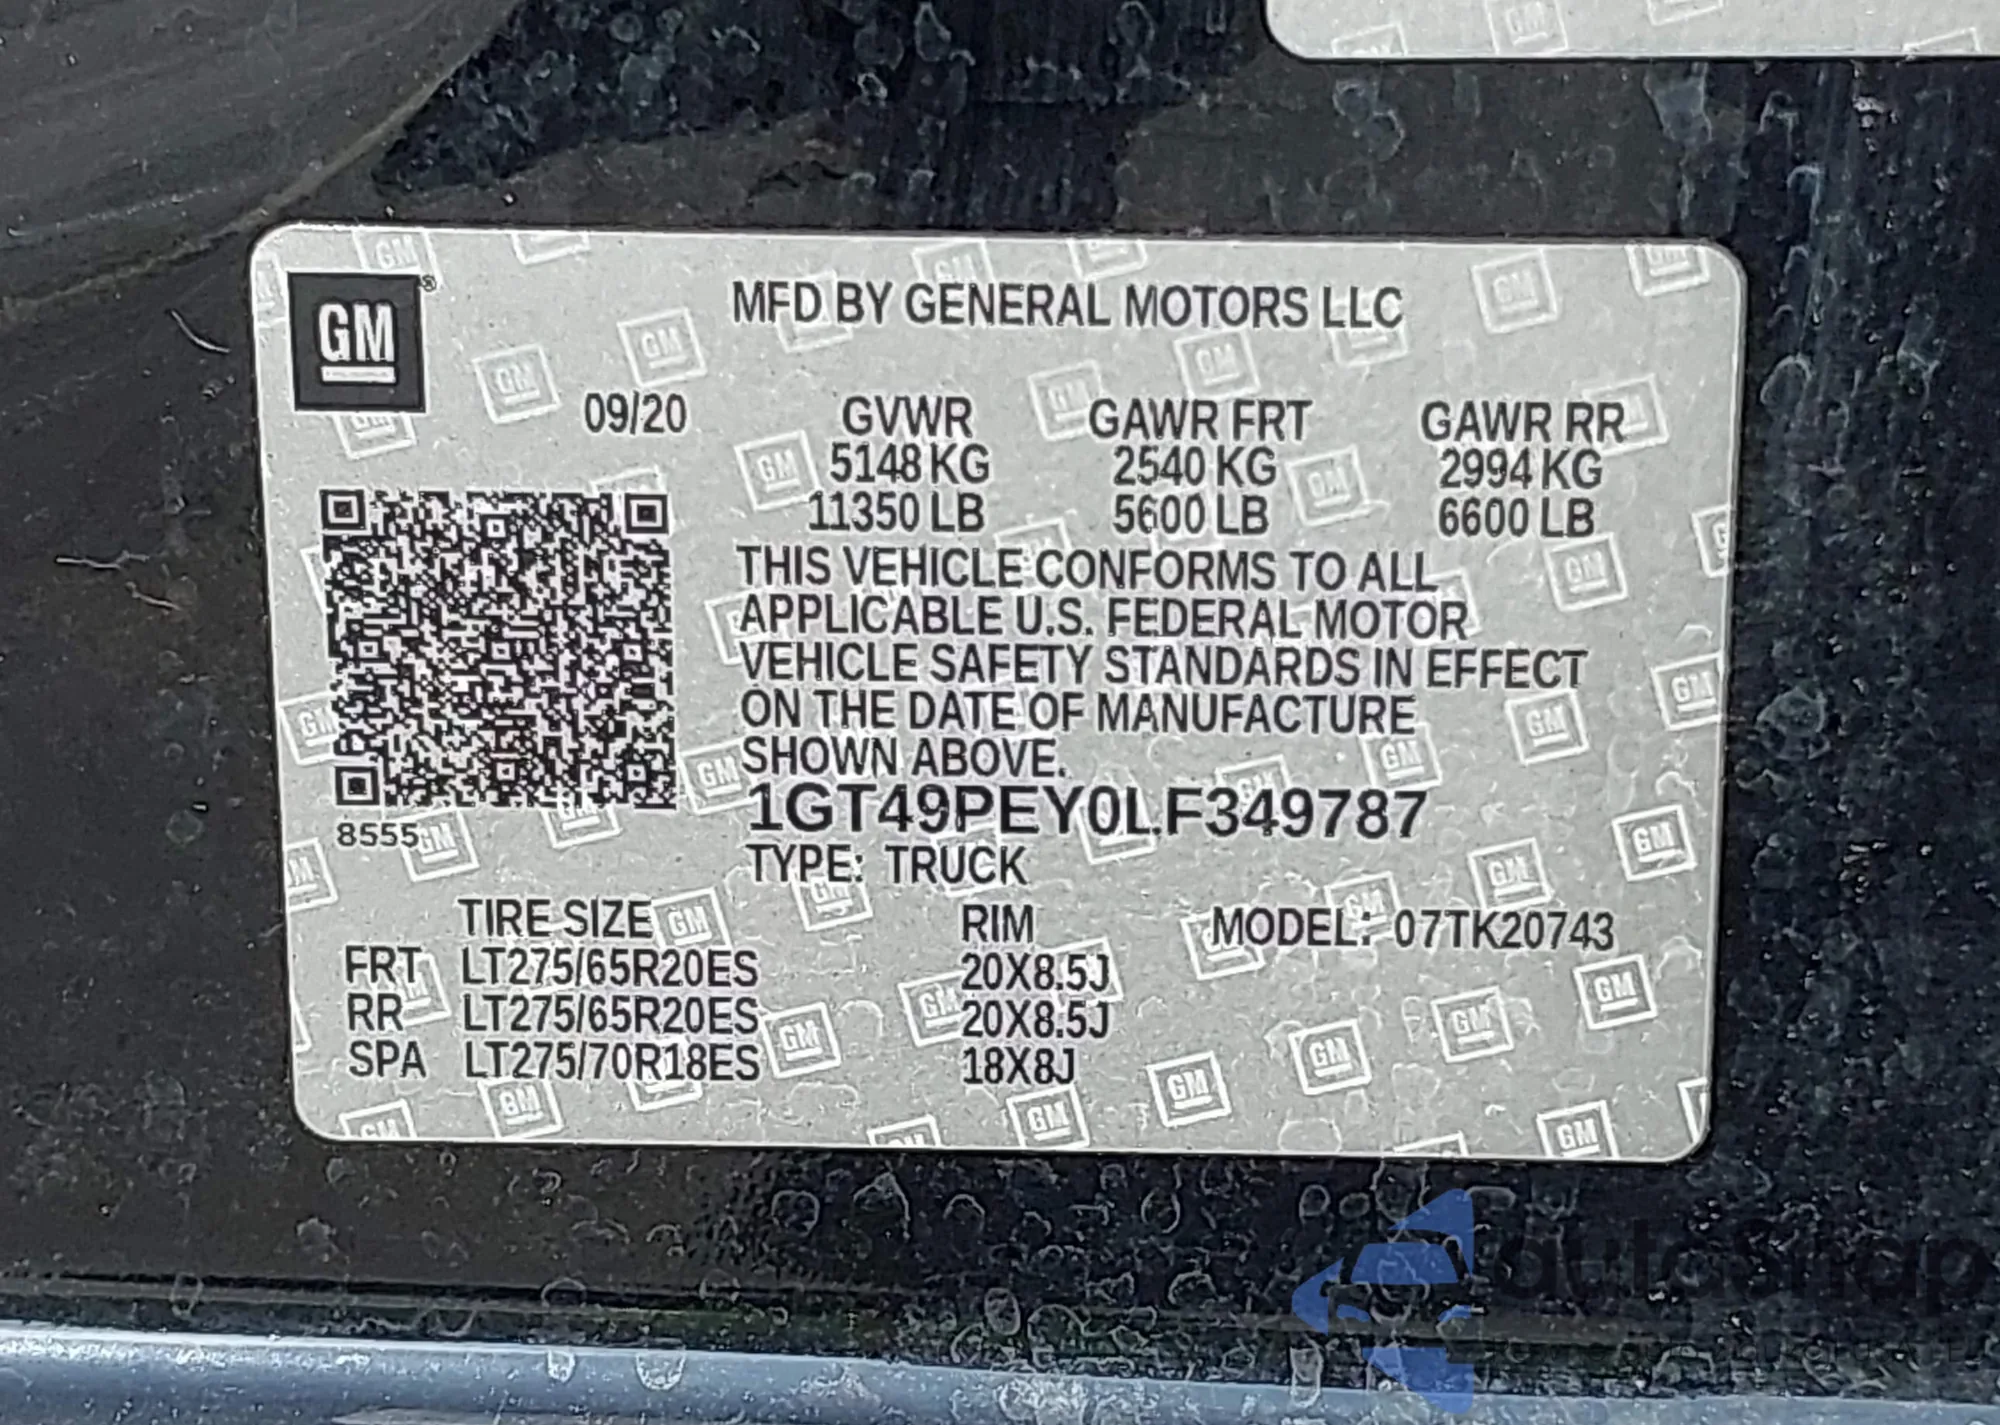 GM
MFD BY GENERAL MOTORS LLC
09/20 GVWR GAWR FRT GAWR RR
5148 KG 2540 KG 2994 KG
11350 LB 5600 LB 6600 LB
THIS VEHICLE CONFORMS TO ALL
APPLICABLE U.S. FEDERAL MOTOR
VEHICLE SAFETY STANDARDS IN EFFECT
ON THE DATE OF MANUFACTURE
SHOWN ABOVE.
1GT49PEY0LF349787
8555
TYPE: TRUCK
TIRE SIZE RIM MODEL: 07TK20743
FRT LT275/65R20ES 20X8.5J
RR LT275/65R20ES 20X8.5J
SPA LT275/70R18ES 18X8J